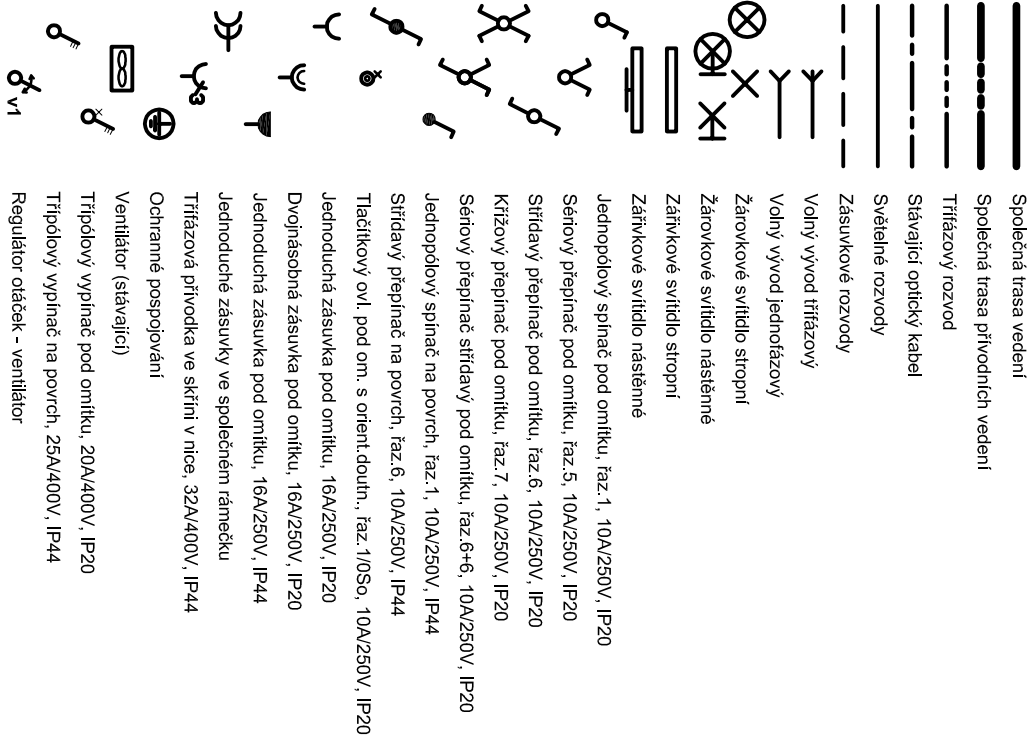 Společná trasa vedení
Společná trasa přívodních vedení
Třífázový rozvod
Stávající optický kabel
Světelné rozvody
Zásuvkové rozvody
Volný vývod třífázový
Volný vývod jednofázový
Žárovkové svítidlo stropní
Žárovkové svítidlo nástěnné
Zářivkové svítidlo stropní
Zářivkové svítidlo nástěnné
Jednopólový spínač pod omítku, řaz.1, 10A/250V, IP20
Sériový přepínač pod omítku, řaz.5, 10A/250V, IP20
Střídavý přepínač pod omítku, řaz.6, 10A/250V, IP20
Křížový přepínač pod omítku, řaz.7, 10A/250V, IP20
Sériový přepínač střídavý pod omítku, řaz.6+6, 10A/250V, IP20
Jednopólový spínač na povrch, řaz.1, 10A/250V, IP44
Střídavý přepínač na povrch, řaz.6, 10A/250V, IP44
Tlačítkový ovl. pod om. s orient.doutn., řaz.1/0So, 10A/250V, IP20
Jednoduchá zásuvka pod omítku, 16A/250V, IP20
Dvojnásobná zásuvka pod omítku, 16A/250V, IP20
Jednoduchá zásuvka pod omítku, 16A/250V, IP44
Jednoduché zásuvky ve společném rámečku
3
Třífázová přívodka ve skříni v nice, 32A/400V, IP44
Ochranné pospojování
Ventilátor (stávající)
Třípólový vypínač pod omítku, 20A/400V, IP20
Třípólový vypínač na povrch, 25A/400V, IP44
v1
Regulátor otáček - ventilátor